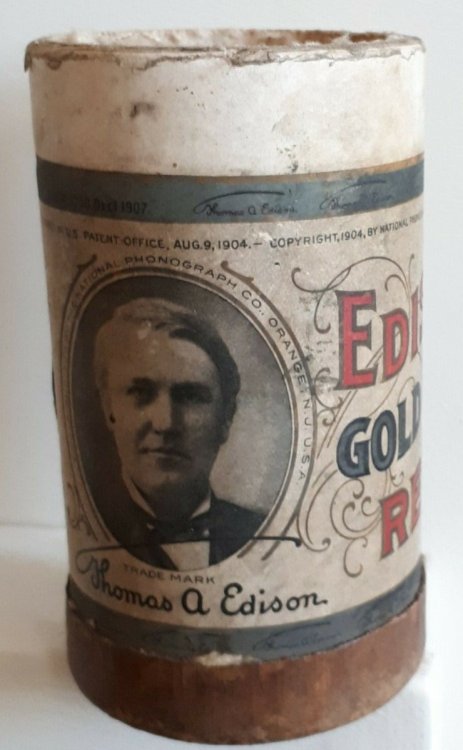 1907
Thomas A Edison
U.S. PATENT OFFICE, AUG. 9, 1904. — COPYRIGHT, 1904, BY NATIONAL
NATIONAL PHONOGRAPH CO., ORANGE, N.J. U.S.A.
EDIS
GOLD
RE
TRADE MARK
Thomas A Edison